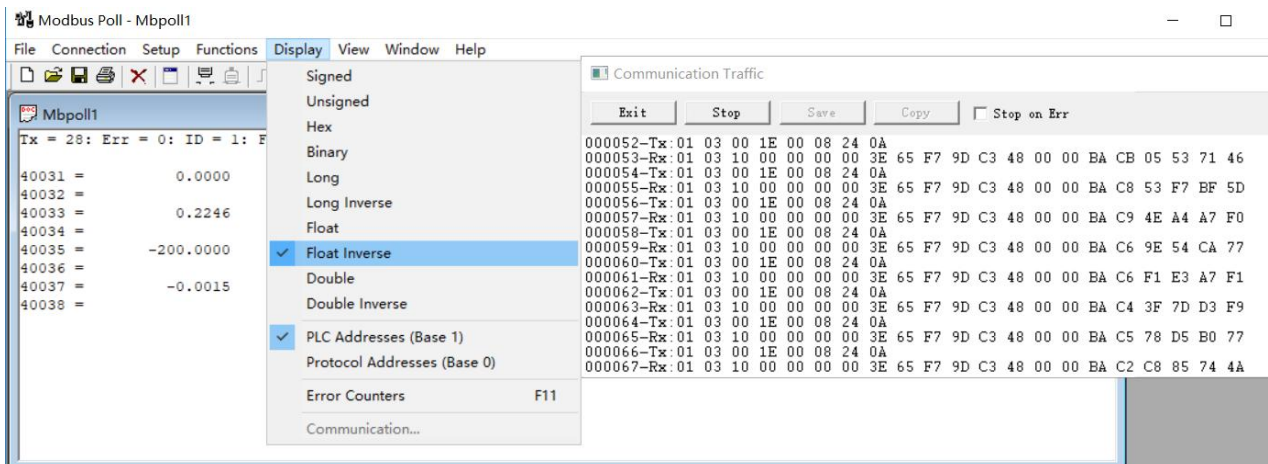 Modbus Poll - Mbpoll1
File Connection Setup Functions Display View Window Help
Mbpoll1
Tx = 28: Err = 0: ID = 1: F
40031 = 0.0000
40032 =
40033 = 0.2246
40034 =
40035 = -200.0000
40036 =
40037 = -0.0015
40038 =
Signed
Unsigned
Hex
Binary
Long
Long Inverse
Float
Float Inverse
Double
Double Inverse
PLC Addresses (Base 1)
Protocol Addresses (Base 0)
Error Counters F11
Communication...
Communication Traffic
Exit Stop Save Copy Stop on Err
000052-Tx:01 03 00 1E 00 08 24 0A
000053-Rx:01 03 10 00 00 00 00 3E 65 F7 9D C3 48 00 00 BA CB 05 53 71 46
000054-Tx:01 03 00 1E 00 08 24 0A
000055-Rx:01 03 10 00 00 00 00 3E 65 F7 9D C3 48 00 00 BA C8 53 F7 BF 5D
000056-Tx:01 03 00 1E 00 08 24 0A
000057-Rx:01 03 10 00 00 00 00 3E 65 F7 9D C3 48 00 00 BA C9 4E A4 A7 F0
000058-Tx:01 03 00 1E 00 08 24 0A
000059-Rx:01 03 10 00 00 00 00 3E 65 F7 9D C3 48 00 00 BA C6 9E 54 CA 77
000060-Tx:01 03 00 1E 00 08 24 0A
000061-Rx:01 03 10 00 00 00 00 3E 65 F7 9D C3 48 00 00 BA C6 F1 E3 A7 F1
000062-Tx:01 03 00 1E 00 08 24 0A
000063-Rx:01 03 10 00 00 00 00 3E 65 F7 9D C3 48 00 00 BA C4 3F 7D D3 F9
000064-Tx:01 03 00 1E 00 08 24 0A
000065-Rx:01 03 10 00 00 00 00 3E 65 F7 9D C3 48 00 00 BA C5 78 D5 B0 77
000066-Tx:01 03 00 1E 00 08 24 0A
000067-Rx:01 03 10 00 00 00 00 3E 65 F7 9D C3 48 00 00 BA C2 C8 85 74 4A